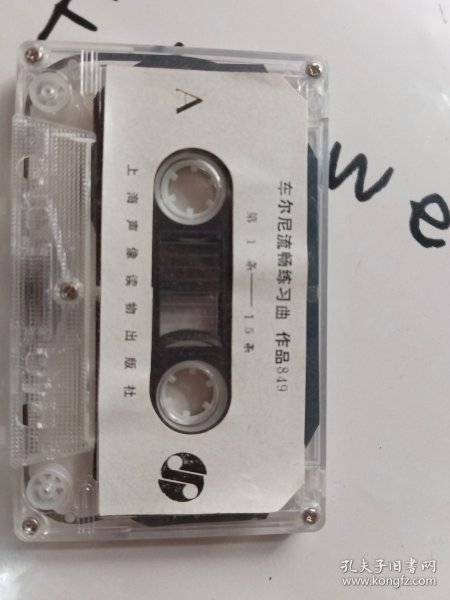 A
车尔尼流畅练习曲 作品849
第1条——15条
上海声像读物出版社
we
孔夫子旧书网
www.kongfz.com